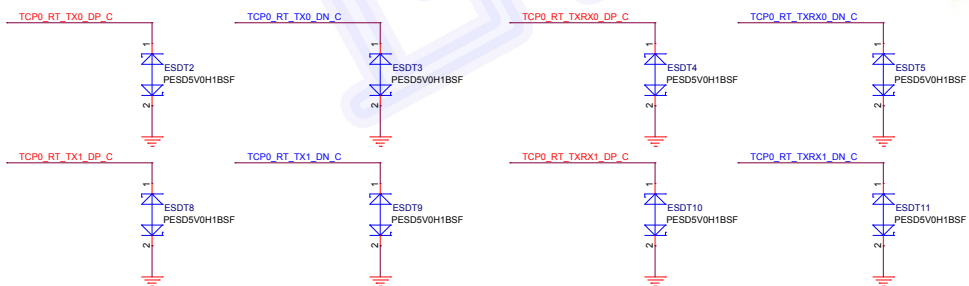 TCP0_RT_TX0_DP_C
TCP0_RT_TX0_DN_C
TCP0_RT_TXRX0_DP_C
TCP0_RT_TXRX0_DN_C
1
ESDT2
PESD5V0H1BSF
2
1
ESDT3
PESD5V0H1BSF
2
1
ESDT4
PESD5V0H1BSF
2
1
ESDT5
PESD5V0H1BSF
2
TCP0_RT_TX1_DP_C
TCP0_RT_TX1_DN_C
TCP0_RT_TXRX1_DP_C
TCP0_RT_TXRX1_DN_C
1
ESDT8
PESD5V0H1BSF
2
1
ESDT9
PESD5V0H1BSF
2
1
ESDT10
PESD5V0H1BSF
2
1
ESDT11
PESD5V0H1BSF
2